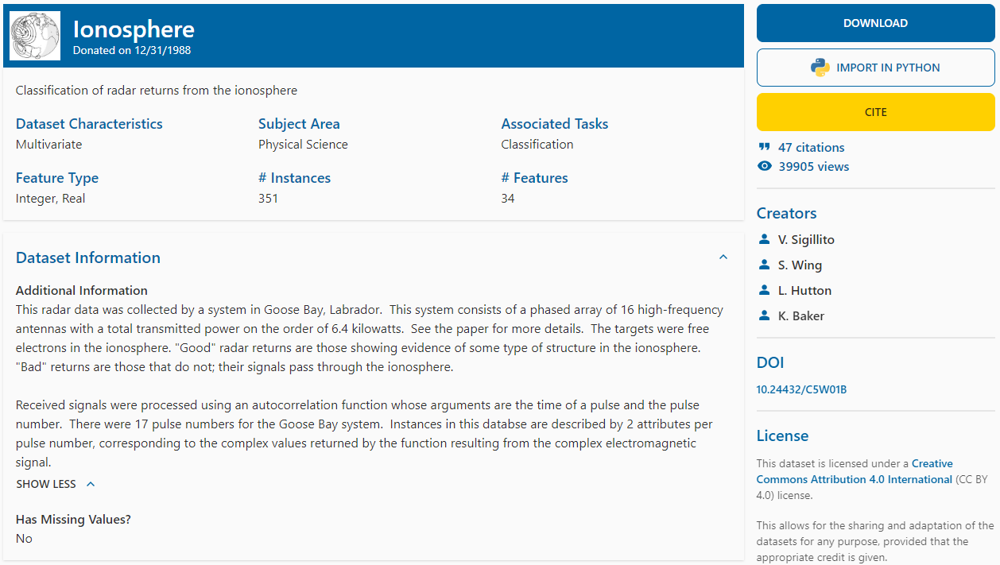 Ionosphere
Donated on 12/31/1988
Classification of radar returns from the ionosphere
Dataset Characteristics
Multivariate
Subject Area
Physical Science
Associated Tasks
Classification
Feature Type
Integer, Real
# Instances
351
# Features
34
Dataset Information
Additional Information
This radar data was collected by a system in Goose Bay, Labrador.  This system consists of a phased array of 16 high-frequency
antennas with a total transmitted power on the order of 6.4 kilowatts.  See the paper for more details.  The targets were free
electrons in the ionosphere. "Good" radar returns are those showing evidence of some type of structure in the ionosphere.
"Bad" returns are those that do not; their signals pass through the ionosphere.
Received signals were processed using an autocorrelation function whose arguments are the time of a pulse and the pulse
number.  There were 17 pulse numbers for the Goose Bay system.  Instances in this databse are described by 2 attributes per
pulse number, corresponding to the complex values returned by the function resulting from the complex electromagnetic
signal.
SHOW LESS
Has Missing Values?
No
DOWNLOAD
IMPORT IN PYTHON
CITE
47 citations
39905 views
Creators
V. Sigillito
S. Wing
L. Hutton
K. Baker
DOI
10.24432/C5W01B
License
This dataset is licensed under a Creative
Commons Attribution 4.0 International (CC BY
4.0) license.
This allows for the sharing and adaptation of the
datasets for any purpose, provided that the
appropriate credit is given.